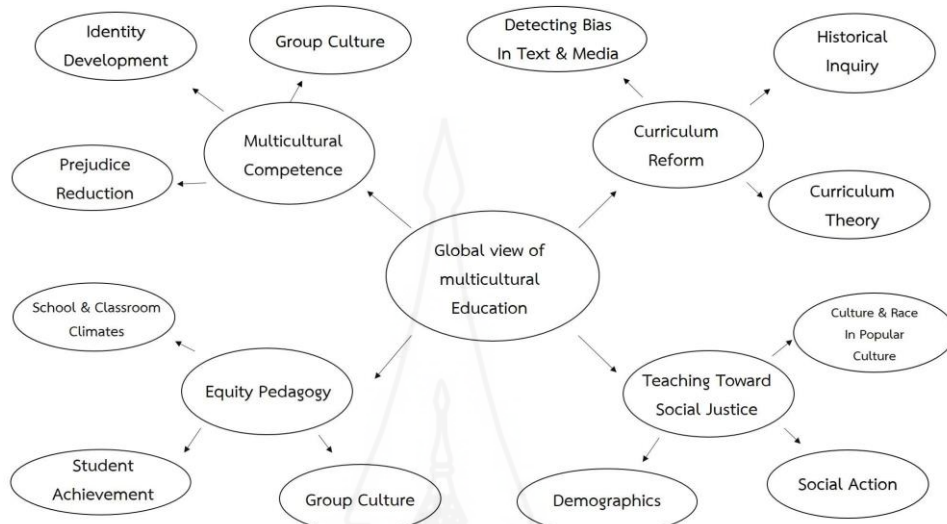 Identity
Development
Group Culture
Detecting Bias
In Text & Media
Historical
Inquiry
Multicultural
Competence
Curriculum
Reform
Prejudice
Reduction
Curriculum
Theory
Global view of
multicultural
Education
School & Classroom
Climates
Culture & Race
In Popular
Culture
Equity Pedagogy
Teaching Toward
Social Justice
Student
Achievement
Group Culture
Demographics
Social Action